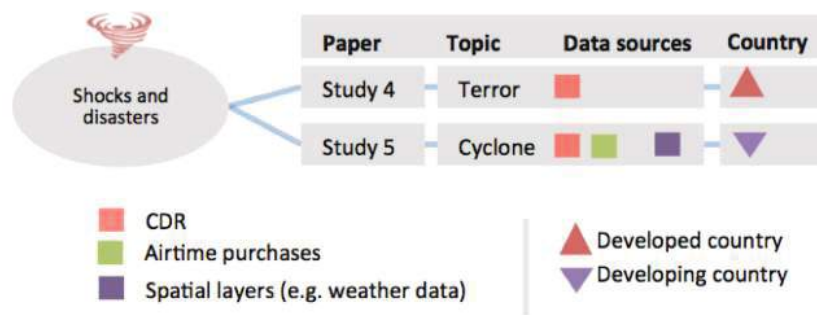 Paper Topic Data sources Country
Shocks and
disasters
Study 4 Terror
Study 5 Cyclone
CDR
Airtime purchases
Spatial layers (e.g. weather data)
Developed country
Developing country